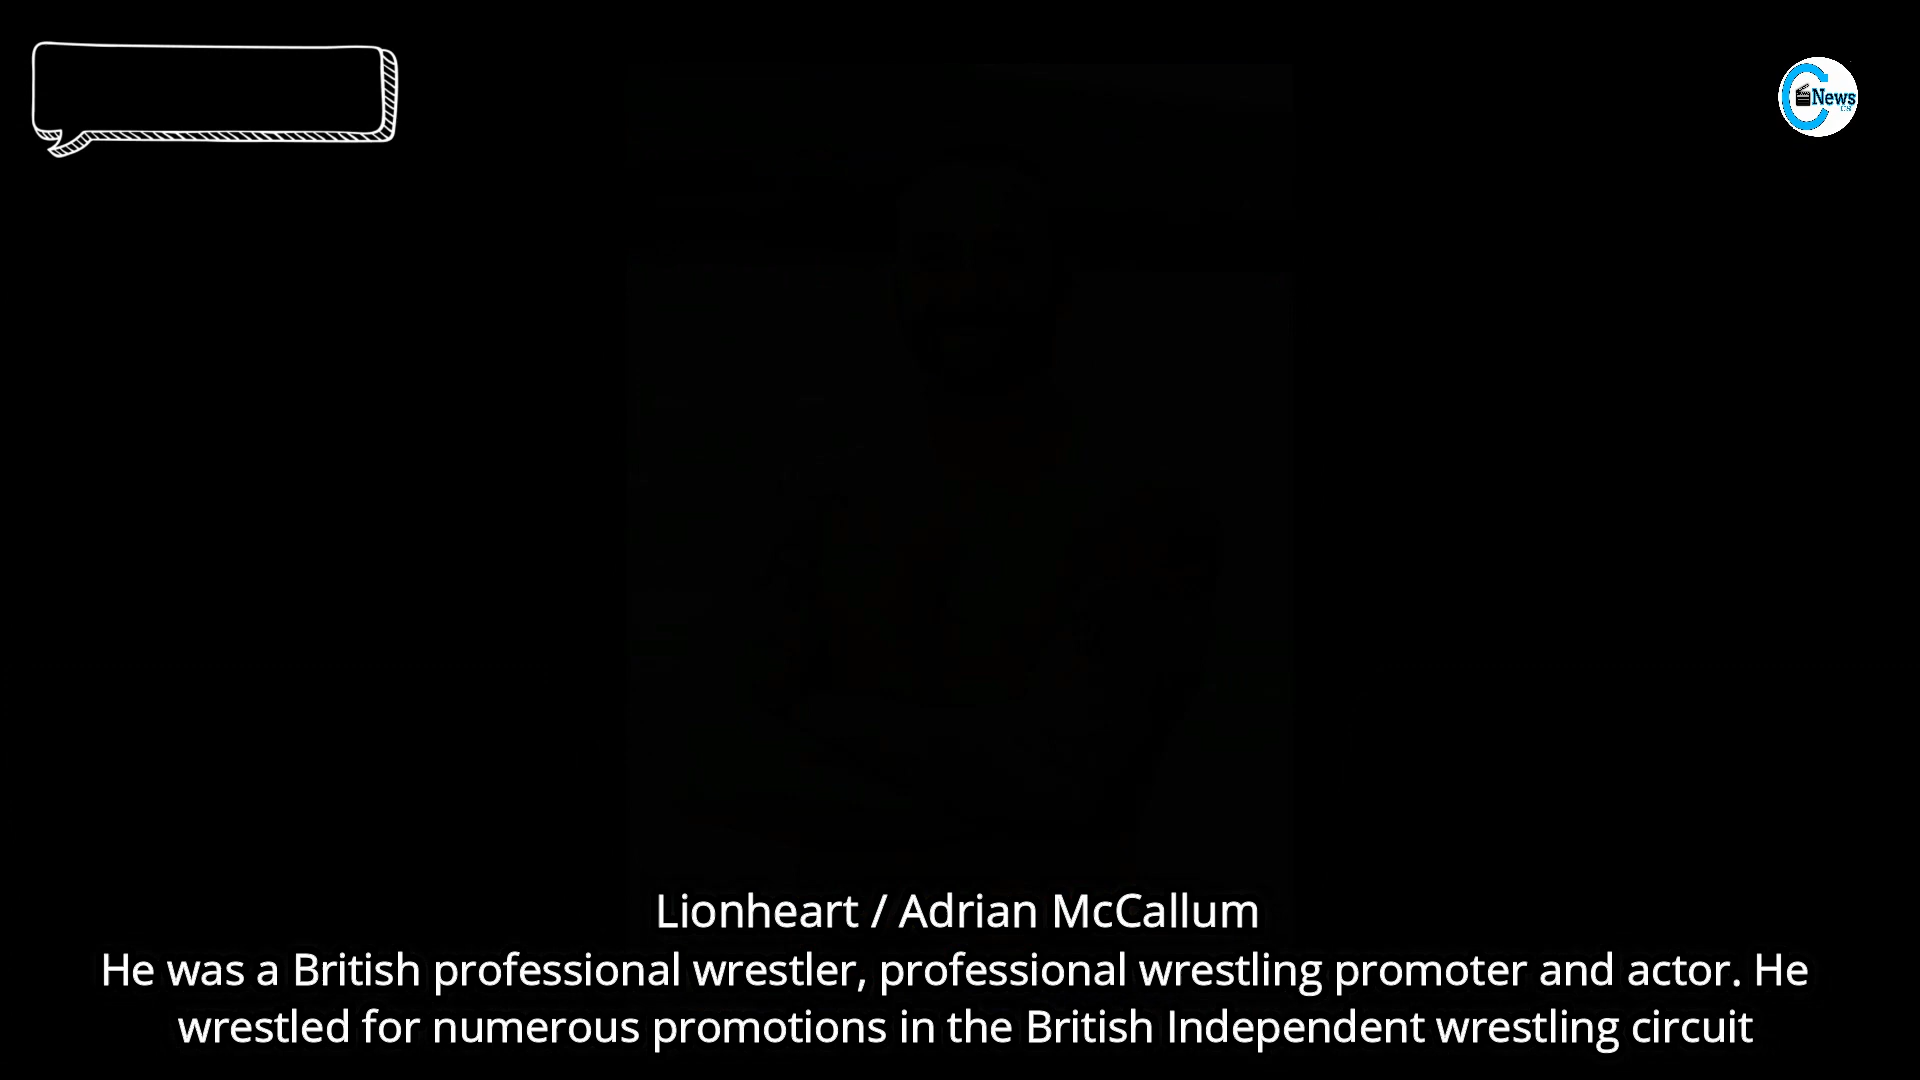 News
Lionheart / Adrian McCallum
He was a British professional wrestler, professional wrestling promoter and actor. He
wrestled for numerous promotions in the British Independent wrestling circuit